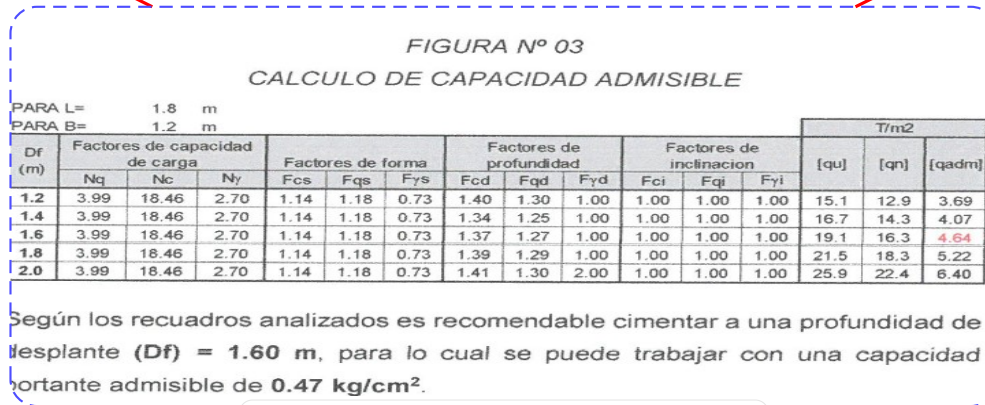 FIGURA Nº 03
CALCULO DE CAPACIDAD ADMISIBLE
PARA L= 1.8 m
PARA B= 1.2 m
T/m2
Df (m) Factores de capacidad de carga Factores de forma Factores de profundidad Factores de inclinacion [qu] [qn] [qadm]
Nq Nc Nγ Fcs Fqs Fγs Fcd Fqd Fγd Fci Fqi Fγi
1.2 3.99 18.46 2.70 1.14 1.18 0.73 1.40 1.30 1.00 1.00 1.00 1.00 15.1 12.9 3.69
1.4 3.99 18.46 2.70 1.14 1.18 0.73 1.34 1.25 1.00 1.00 1.00 1.00 16.7 14.3 4.07
1.6 3.99 18.46 2.70 1.14 1.18 0.73 1.37 1.27 1.00 1.00 1.00 1.00 19.1 16.3 4.64
1.8 3.99 18.46 2.70 1.14 1.18 0.73 1.39 1.29 1.00 1.00 1.00 1.00 21.5 18.3 5.22
2.0 3.99 18.46 2.70 1.14 1.18 0.73 1.41 1.30 2.00 1.00 1.00 1.00 25.9 22.4 6.40
Según los recuadros analizados es recomendable cimentar a una profundidad de
desplante (Df) = 1.60 m, para lo cual se puede trabajar con una capacidad
portante admisible de 0.47 kg/cm².